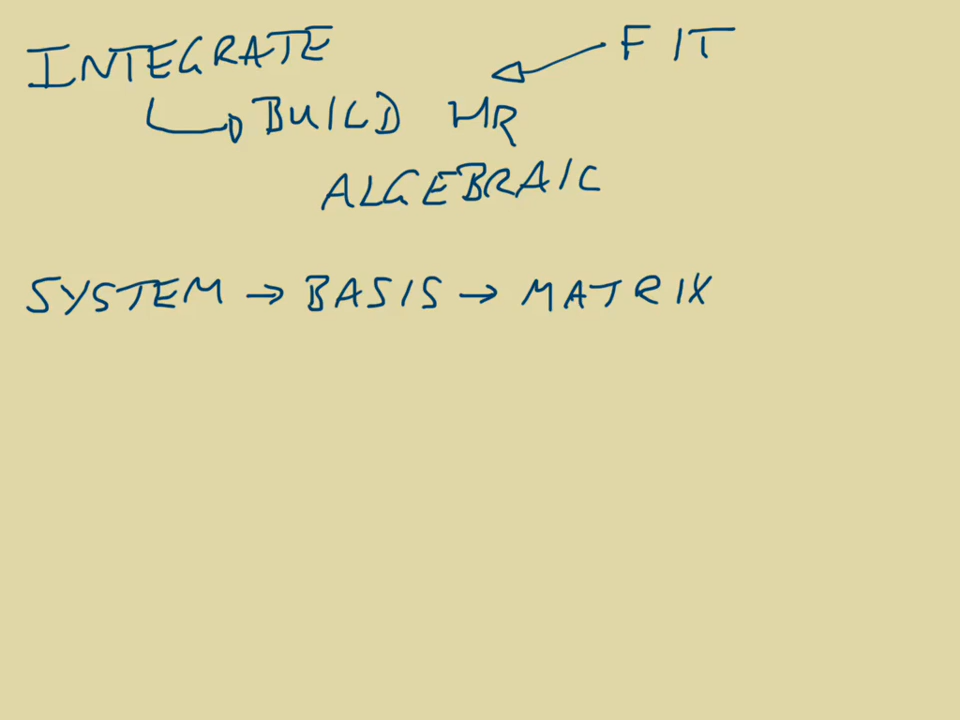 INTEGRATE
FIT
BUILD MR
ALGEBRAIC
SYSTEM → BASIS → MATRIX